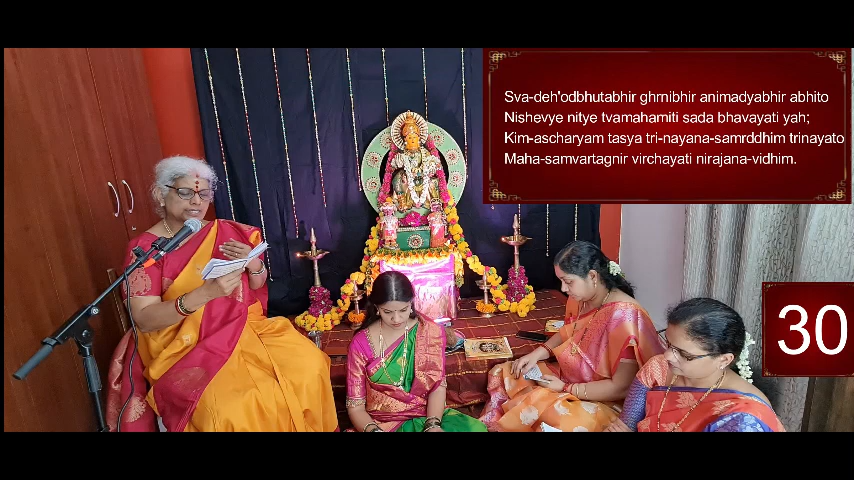 Sva-deh'odbhutabhir ghrnibhir animadyabhir abhito
Nishevye nitye tvamahamiti sada bhavayati yah;
Kim-ascharyam tasya tri-nayana-samrddhim trinayato
Maha-samvartagnir virchayati nirajana-vidhim.
30